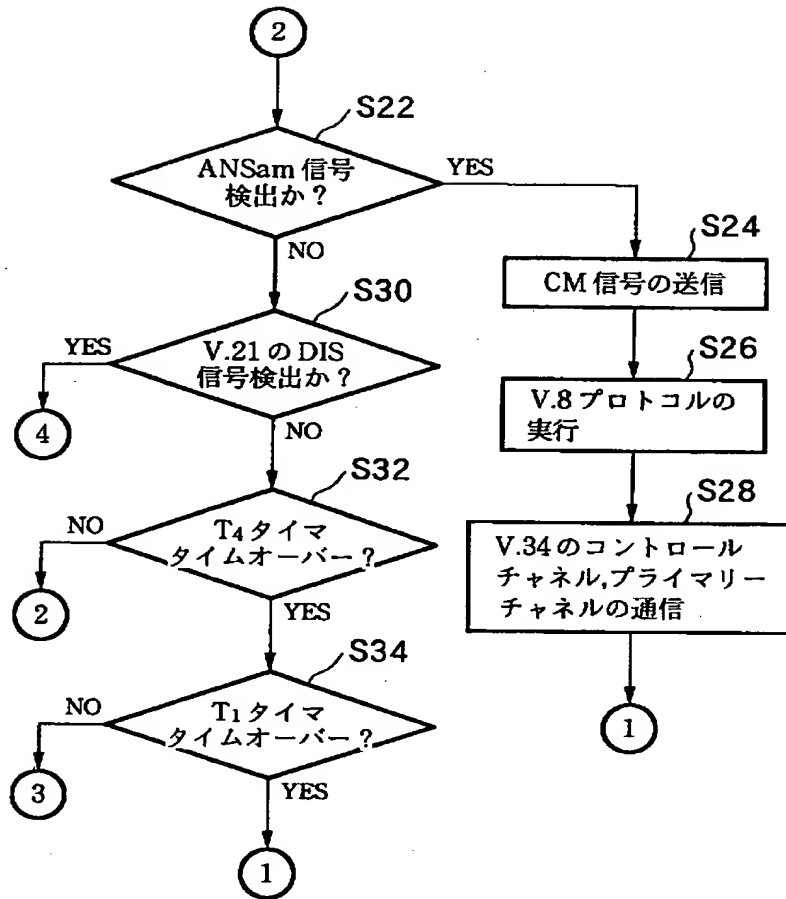 2
S22
ANSam 信号
検出か？
YES
NO
S24
CM 信号の送信
S30
V.21 の DIS
信号検出か？
YES
4
NO
S26
V.8 プロトコルの
実行
S32
T4 タイマ
タイムオーバー？
NO
2
YES
S28
V.34 のコントロール
チャネル,プライマリー
チャネルの通信
1
S34
T1 タイマ
タイムオーバー？
NO
3
YES
1